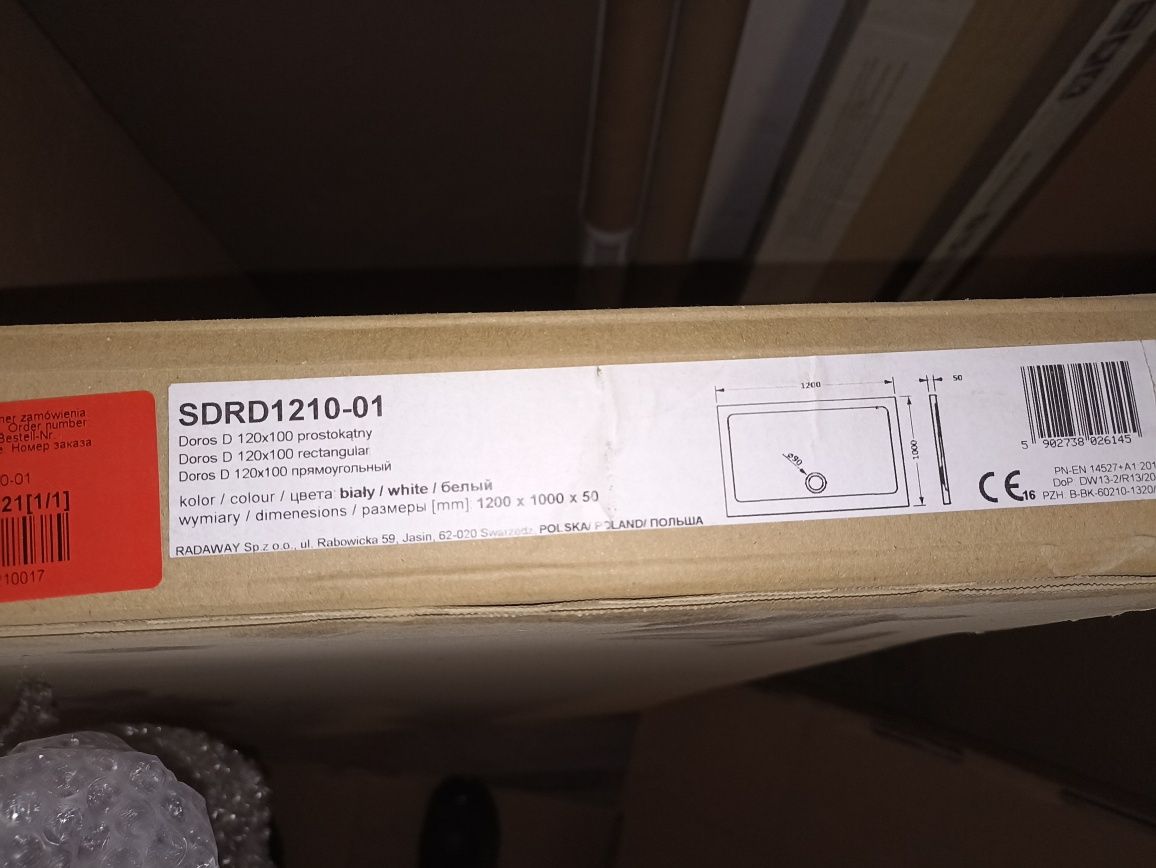 ner zamówienia
Order number:
Bestell-Nr.
Номер заказа
0-01
21[1/1]
10017
SDRD1210-01
Doros D 120x100 prostokątny
Doros D 120x100 rectangular
Doros D 120x100 прямоугольный
kolor / colour / цвета: biały / white / белый
wymiary / dimenesions / размеры [mm]: 1200 x 1000 x 50
RADAWAY Sp.z o.o., ul. Rabowicka 59, Jasin, 62-020 Swarzędz, POLSKA/ POLAND/ ПОЛЬША
1200
50
1000
ø90
5 902738 026145
CE 16
PN-EN 14527+A1 201
DoP DW13-2/R13/20
PZH: B-BK-60210-1320/